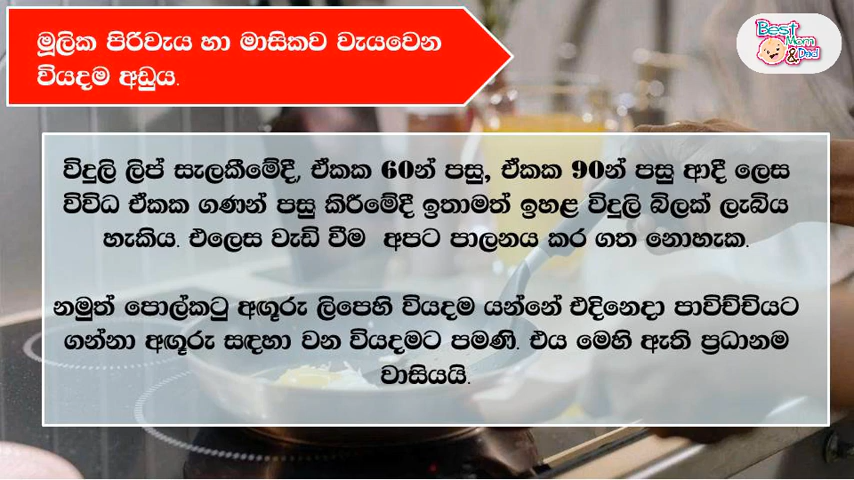 මූලික පිරිවැය හා මාසිකව වැයවෙන
වියදම අඩුය.
Best
Mom
& Dad
විදුලි ලිප් සැලකීමේදී, ඒකක 60න් පසු, ඒකක 90න් පසු ආදී ලෙස
විවිධ ඒකක ගණන් පසු කිරීමේදී ඉතාමත් ඉහළ විදුලි බිලක් ලැබිය
හැකිය. එලෙස වැඩි වීම අපට පාලනය කර ගත නොහැක.
නමුත් පොල්කටු අඟුරු ලිපෙහි වියදම යන්නේ එදිනෙදා පාවිච්චියට
ගන්නා අඟුරු සඳහා වන වියදමට පමණි. එය මෙහි ඇති ප්‍රධානම
වාසියයි.